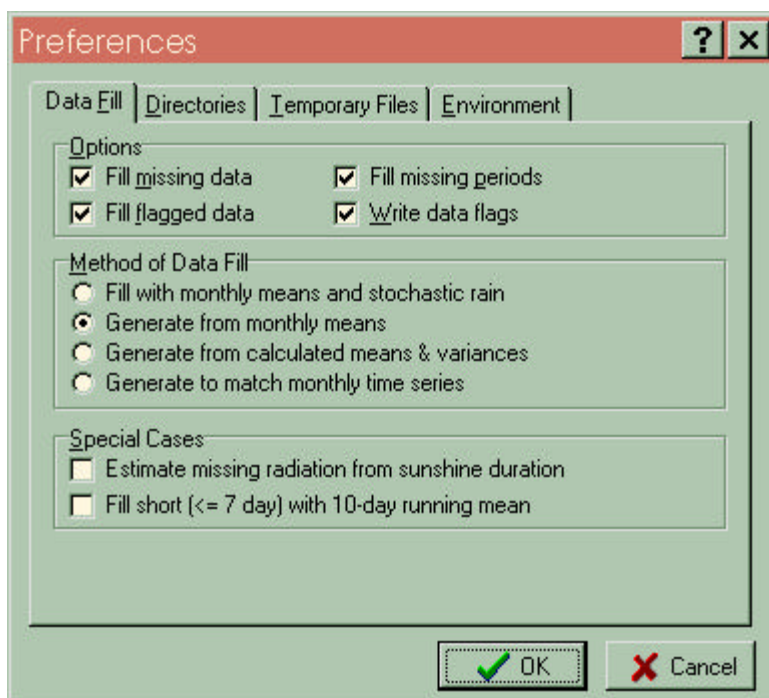 Preferences
Data Fill Directories Temporary Files Environment
Options
Fill missing data Fill missing periods
Fill flagged data Write data flags
Method of Data Fill
Fill with monthly means and stochastic rain
Generate from monthly means
Generate from calculated means & variances
Generate to match monthly time series
Special Cases
Estimate missing radiation from sunshine duration
Fill short (<= 7 day) with 10-day running mean
OK Cancel